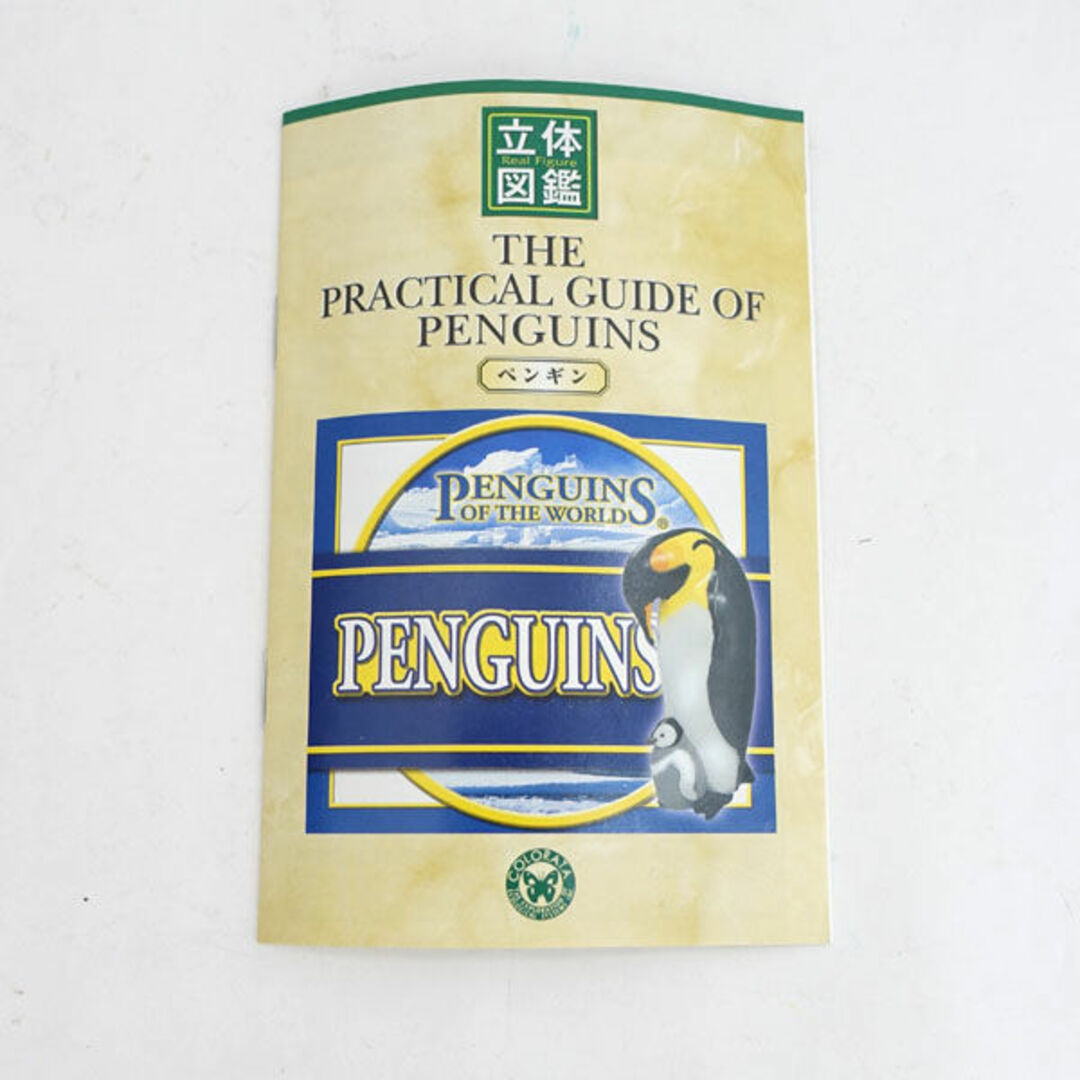 立体
Real Figure
図鑑
THE
PRACTICAL GUIDE OF
PENGUINS
ペンギン
PENGUINS
OF THE WORLD®
PENGUINS
COLORATA